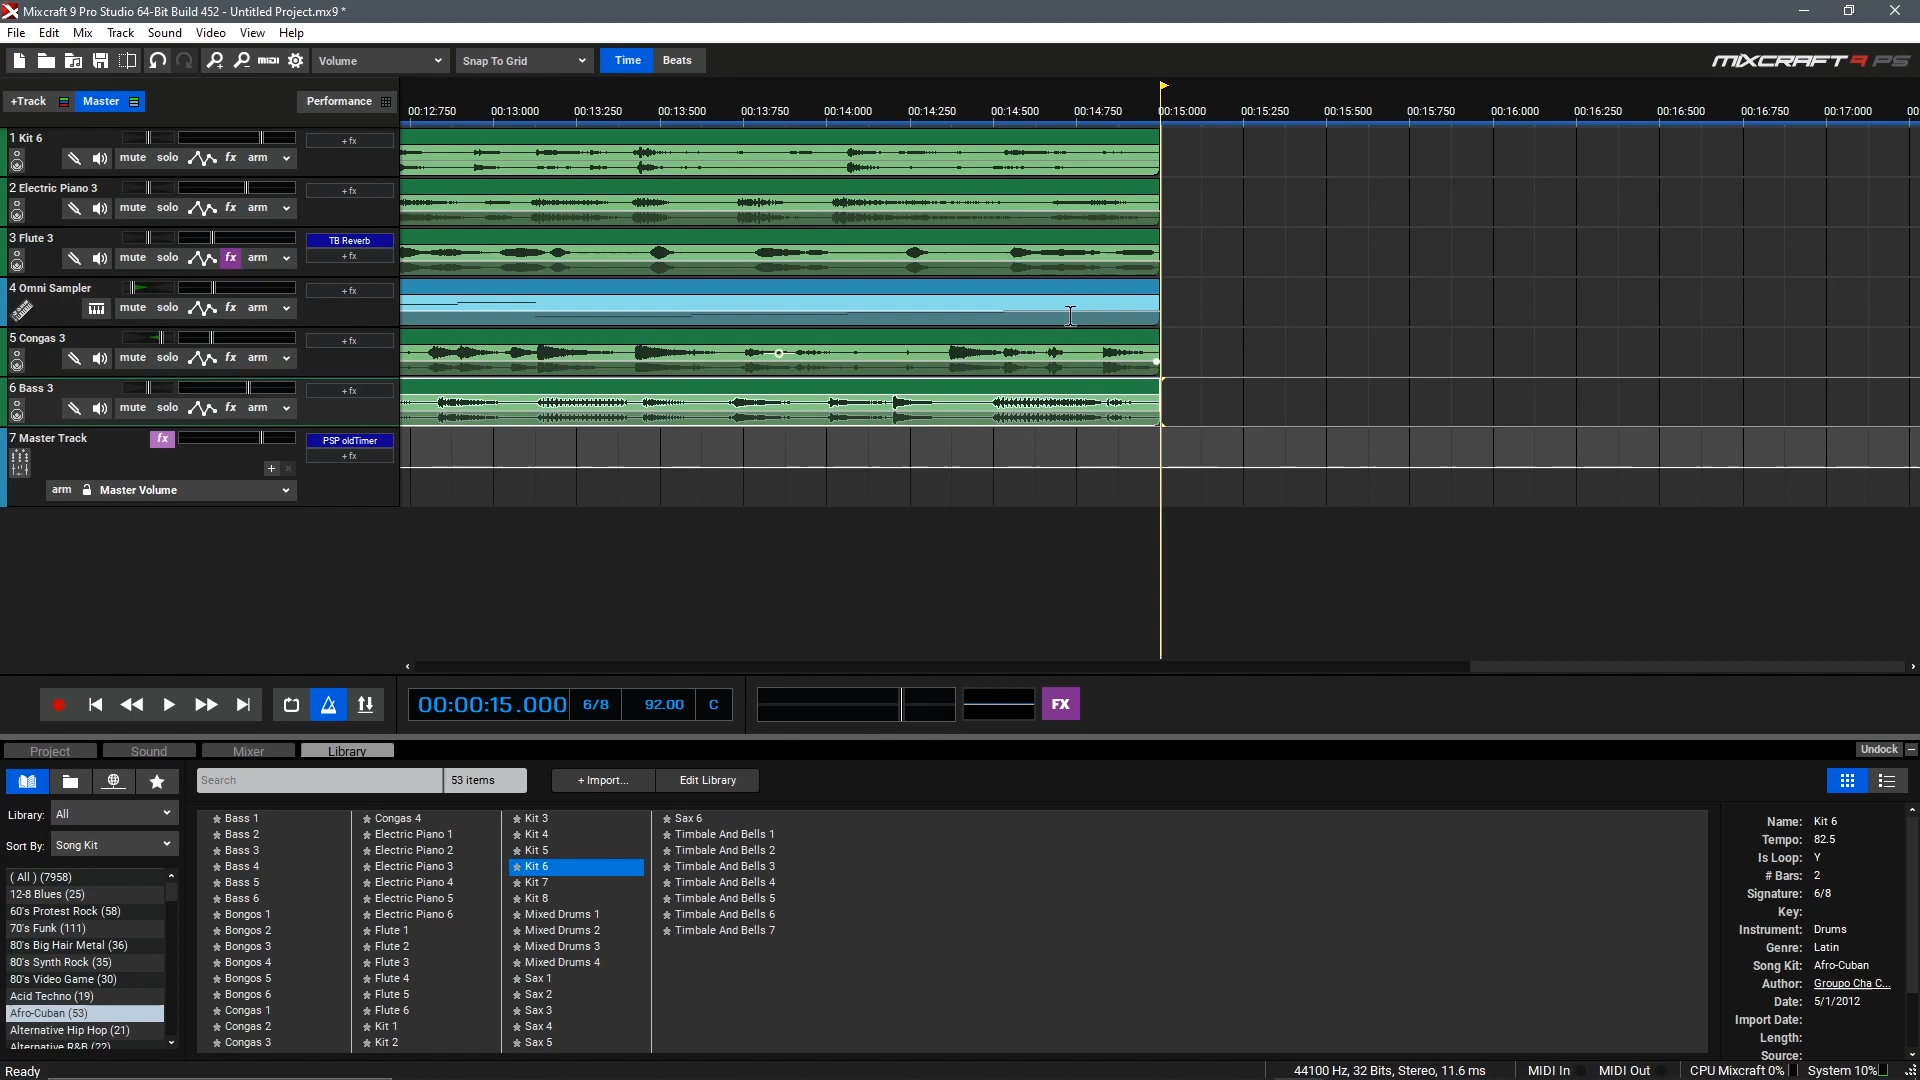 Mixcraft 9 Pro Studio 64-Bit Build 452 - Untitled Project.mx9 *
File Edit Mix Track Sound Video View Help
MIDI Volume Snap To Grid Time Beats MIXCRAFT 9 PS
+Track Master Performance
00:12:750 00:13:000 00:13:250 00:13:500 00:13:750 00:14:000 00:14:250 00:14:500 00:14:750 00:15:000 00:15:250 00:15:500 00:15:750 00:16:000 00:16:250 00:16:500 00:16:750 00:17:000 00
1 Kit 6
+ fx
mute solo fx arm
2 Electric Piano 3
+ fx
mute solo fx arm
3 Flute 3
TB Reverb
+ fx
mute solo fx arm
4 Omni Sampler
+ fx
mute solo fx arm
5 Congas 3
+ fx
mute solo fx arm
6 Bass 3
+ fx
mute solo fx arm
7 Master Track fx
PSP oldTimer
+ fx
arm Master Volume
00:00:15.000 6/8 92.00 C FX
Project Sound Mixer Library Undock
Search 53 items + Import... Edit Library
Library: All
Sort By: Song Kit
( All ) (7958)
12-8 Blues (25)
60's Protest Rock (58)
70's Funk (111)
80's Big Hair Metal (36)
80's Synth Rock (35)
80's Video Game (30)
Acid Techno (19)
Afro-Cuban (53)
Alternative Hip Hop (21)
Alternative R&B (22)
Bass 1
Bass 2
Bass 3
Bass 4
Bass 5
Bass 6
Bongos 1
Bongos 2
Bongos 3
Bongos 4
Bongos 5
Bongos 6
Congas 1
Congas 2
Congas 3
Congas 4
Electric Piano 1
Electric Piano 2
Electric Piano 3
Electric Piano 4
Electric Piano 5
Electric Piano 6
Flute 1
Flute 2
Flute 3
Flute 4
Flute 5
Flute 6
Kit 1
Kit 2
Kit 3
Kit 4
Kit 5
Kit 6
Kit 7
Kit 8
Mixed Drums 1
Mixed Drums 2
Mixed Drums 3
Mixed Drums 4
Sax 1
Sax 2
Sax 3
Sax 4
Sax 5
Sax 6
Timbale And Bells 1
Timbale And Bells 2
Timbale And Bells 3
Timbale And Bells 4
Timbale And Bells 5
Timbale And Bells 6
Timbale And Bells 7
Name: Kit 6
Tempo: 82.5
Is Loop: Y
# Bars: 2
Signature: 6/8
Key:
Instrument: Drums
Genre: Latin
Song Kit: Afro-Cuban
Author: Groupo Cha C...
Date: 5/1/2012
Import Date:
Length:
Source:
Ready 44100 Hz, 32 Bits, Stereo, 11.6 ms MIDI In MIDI Out CPU Mixcraft 0% System 10%